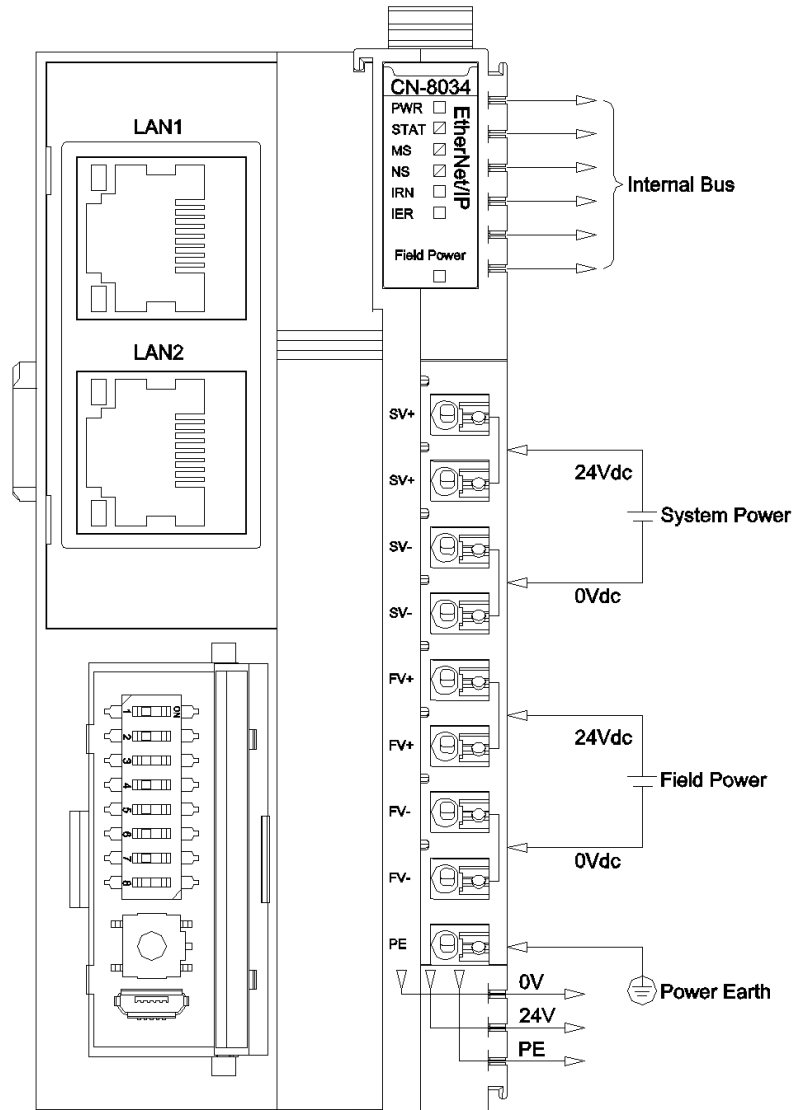 CN-8034
PWR
STAT
MS
NS
IRN
IER
EtherNet/IP
Field Power
LAN1
LAN2
Internal Bus
SV+
SV+
SV-
SV-
FV+
FV+
FV-
FV-
PE
24Vdc
System Power
0Vdc
24Vdc
Field Power
0Vdc
Power Earth
0V
24V
PE
ON
1
2
3
4
5
6
7
8